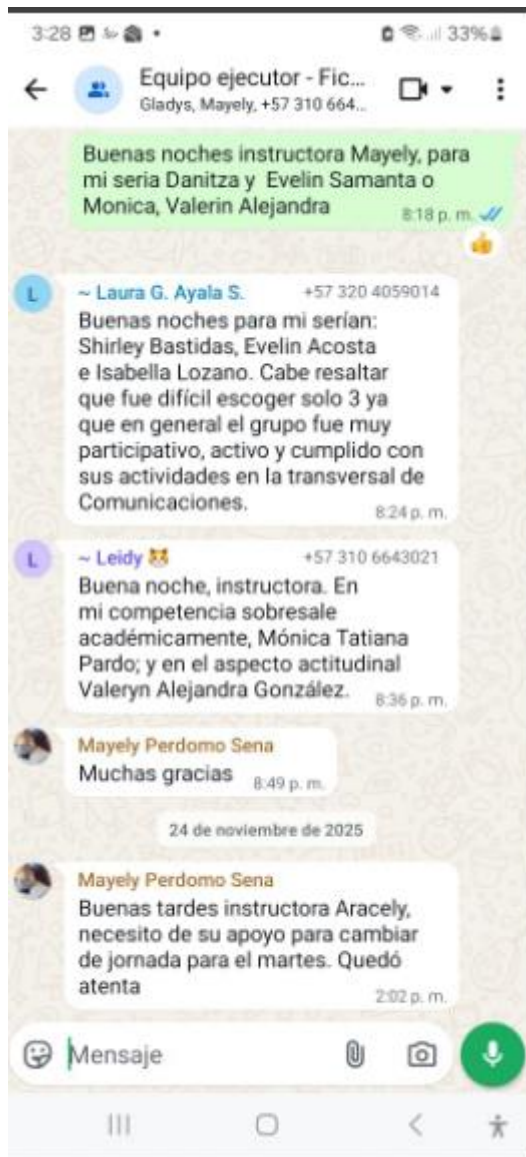 3:28
33%
Equipo ejecutor - Fic...
Gladys, Mayely, +57 310 664...
Buenas noches instructora Mayely, para
mi seria Danitza y Evelin Samanta o
Monica, Valerin Alejandra
8:18 p. m.
L
~ Laura G. Ayala S. +57 320 4059014
Buenas noches para mi serían:
Shirley Bastidas, Evelin Acosta
e Isabella Lozano. Cabe resaltar
que fue difícil escoger solo 3 ya
que en general el grupo fue muy
participativo, activo y cumplido con
sus actividades en la transversal de
Comunicaciones.
8:24 p. m.
L
~ Leidy +57 310 6643021
Buena noche, instructora. En
mi competencia sobresale
académicamente, Mónica Tatiana
Pardo; y en el aspecto actitudinal
Valeryn Alejandra González.
8:36 p. m.
Mayely Perdomo Sena
Muchas gracias 8:49 p. m.
24 de noviembre de 2025
Mayely Perdomo Sena
Buenas tardes instructora Aracely,
necesito de su apoyo para cambiar
de jornada para el martes. Quedó
atenta
2:02 p. m.
Mensaje